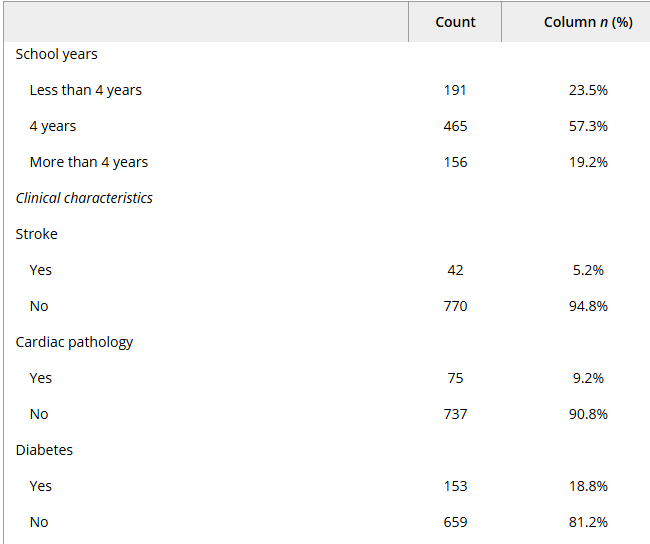 Count Column n (%)
School years
Less than 4 years 191 23.5%
4 years 465 57.3%
More than 4 years 156 19.2%
Clinical characteristics
Stroke
Yes 42 5.2%
No 770 94.8%
Cardiac pathology
Yes 75 9.2%
No 737 90.8%
Diabetes
Yes 153 18.8%
No 659 81.2%